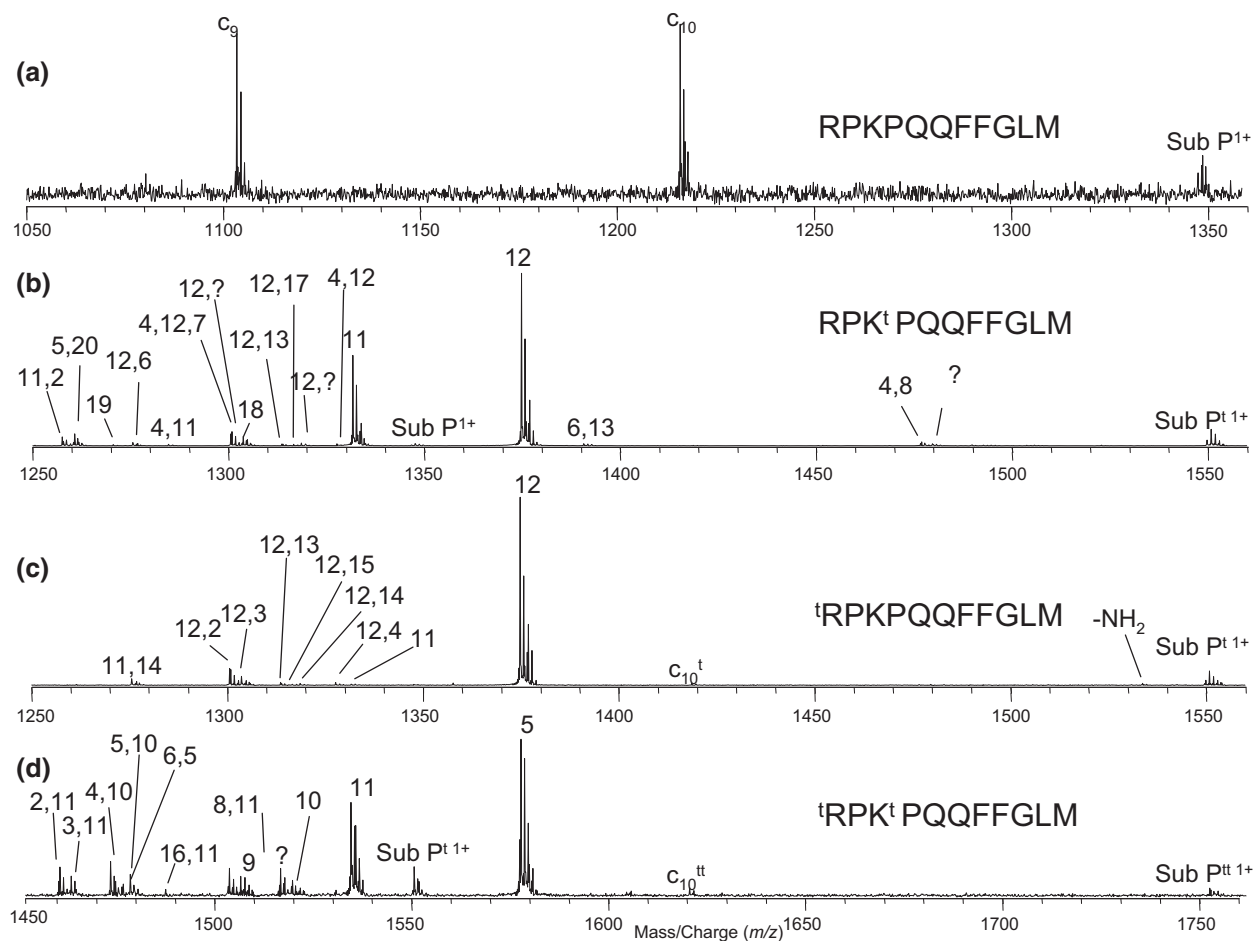 (a)
c9
c10
RPKPQQFFGLM
Sub P1+
1050 1100 1150 1200 1250 1300 1350
(b)
11,2
5,20
19
12,6
4,11
4,12,7
12,?
18
12,13
12,17
12,?
4,12
11
Sub P1+
12
6,13
RPKt PQQFFGLM
4,8
?
Sub Pt 1+
1250 1300 1350 1400 1450 1500 1550
(c)
11,14
12,2
12,3
12,13
12,15
12,14
12,4
11
12
c10t
tRPKPQQFFGLM
-NH2
Sub Pt 1+
1250 1300 1350 1400 1450 1500 1550
(d)
2,11
3,11
4,10
5,10
6,5
16,11
9
8,11
?
10
11
Sub Pt 1+
5
c10tt
tRPKt PQQFFGLM
Sub Ptt 1+
1450 1500 1550 1600 1650 1700 1750
Mass/Charge (m/z)